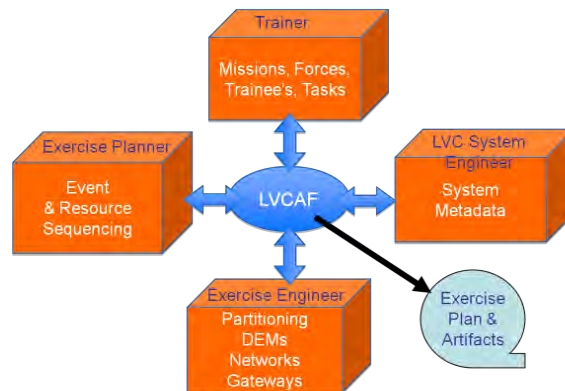 Trainer
Missions, Forces,
Trainee's, Tasks
Exercise Planner
Event
& Resource
Sequencing
LVCAF
LVC System
Engineer
System
Metadata
Exercise Engineer
Partitioning
DEMs
Networks
Gateways
Exercise
Plan &
Artifacts